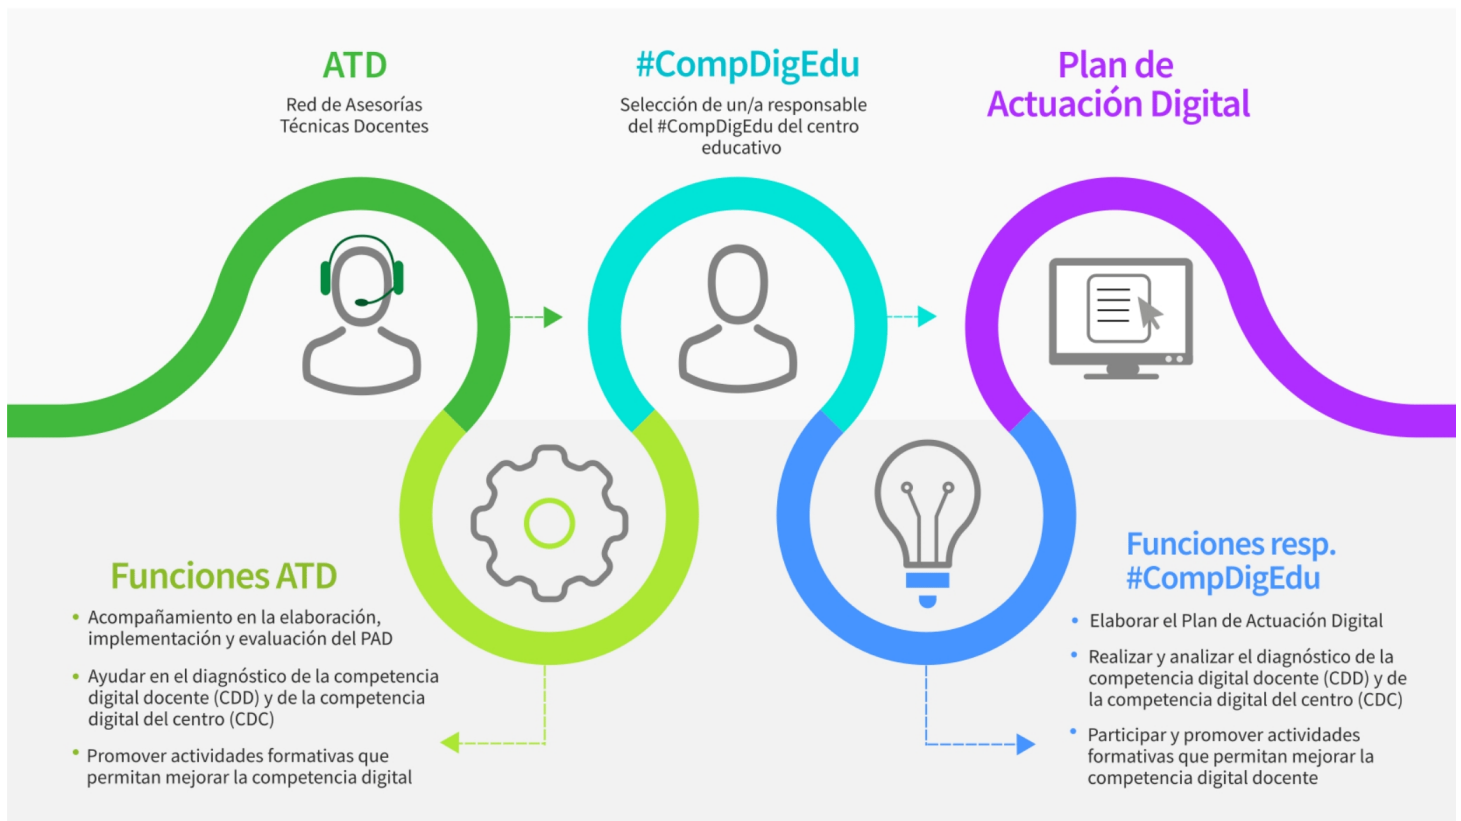 ATD
Red de Asesorías
Técnicas Docentes
#CompDigEdu
Selección de un/a responsable
del #CompDigEdu del centro
educativo
Plan de
Actuación Digital
Funciones ATD
• Acompañamiento en la elaboración,
implementación y evaluación del PAD
• Ayudar en el diagnóstico de la competencia
digital docente (CDD) y de la competencia
digital del centro (CDC)
• Promover actividades formativas que
permitan mejorar la competencia digital
Funciones resp.
#CompDigEdu
• Elaborar el Plan de Actuación Digital
• Realizar y analizar el diagnóstico de la
competencia digital docente (CDD) y de
la competencia digital del centro (CDC)
• Participar y promover actividades
formativas que permitan mejorar la
competencia digital docente